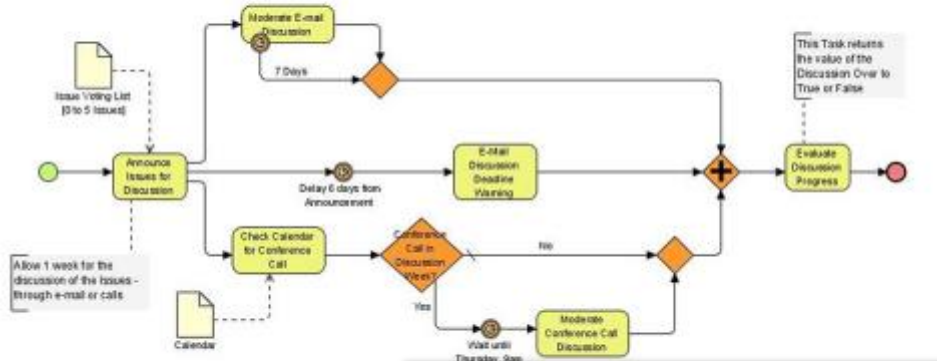 Moderate E-mail
Discussion
7 Days
Issue Voting List
[0 to 5 Issues]
This Task returns
the value of the
Discussion Over to
True or False
Announce
Issues for
Discussion
Delay 6 days from
Announcement
E-Mail
Discussion
Deadline
Warning
Evaluate
Discussion
Progress
Check Calendar
for Conference
Call
Conference
Call in
Discussion
Week?
No
Yes
Allow 1 week for the
discussion of the Issues -
through e-mail or calls
Calendar
Wait until
Thursday, 9am
Moderate
Conference Call
Discussion